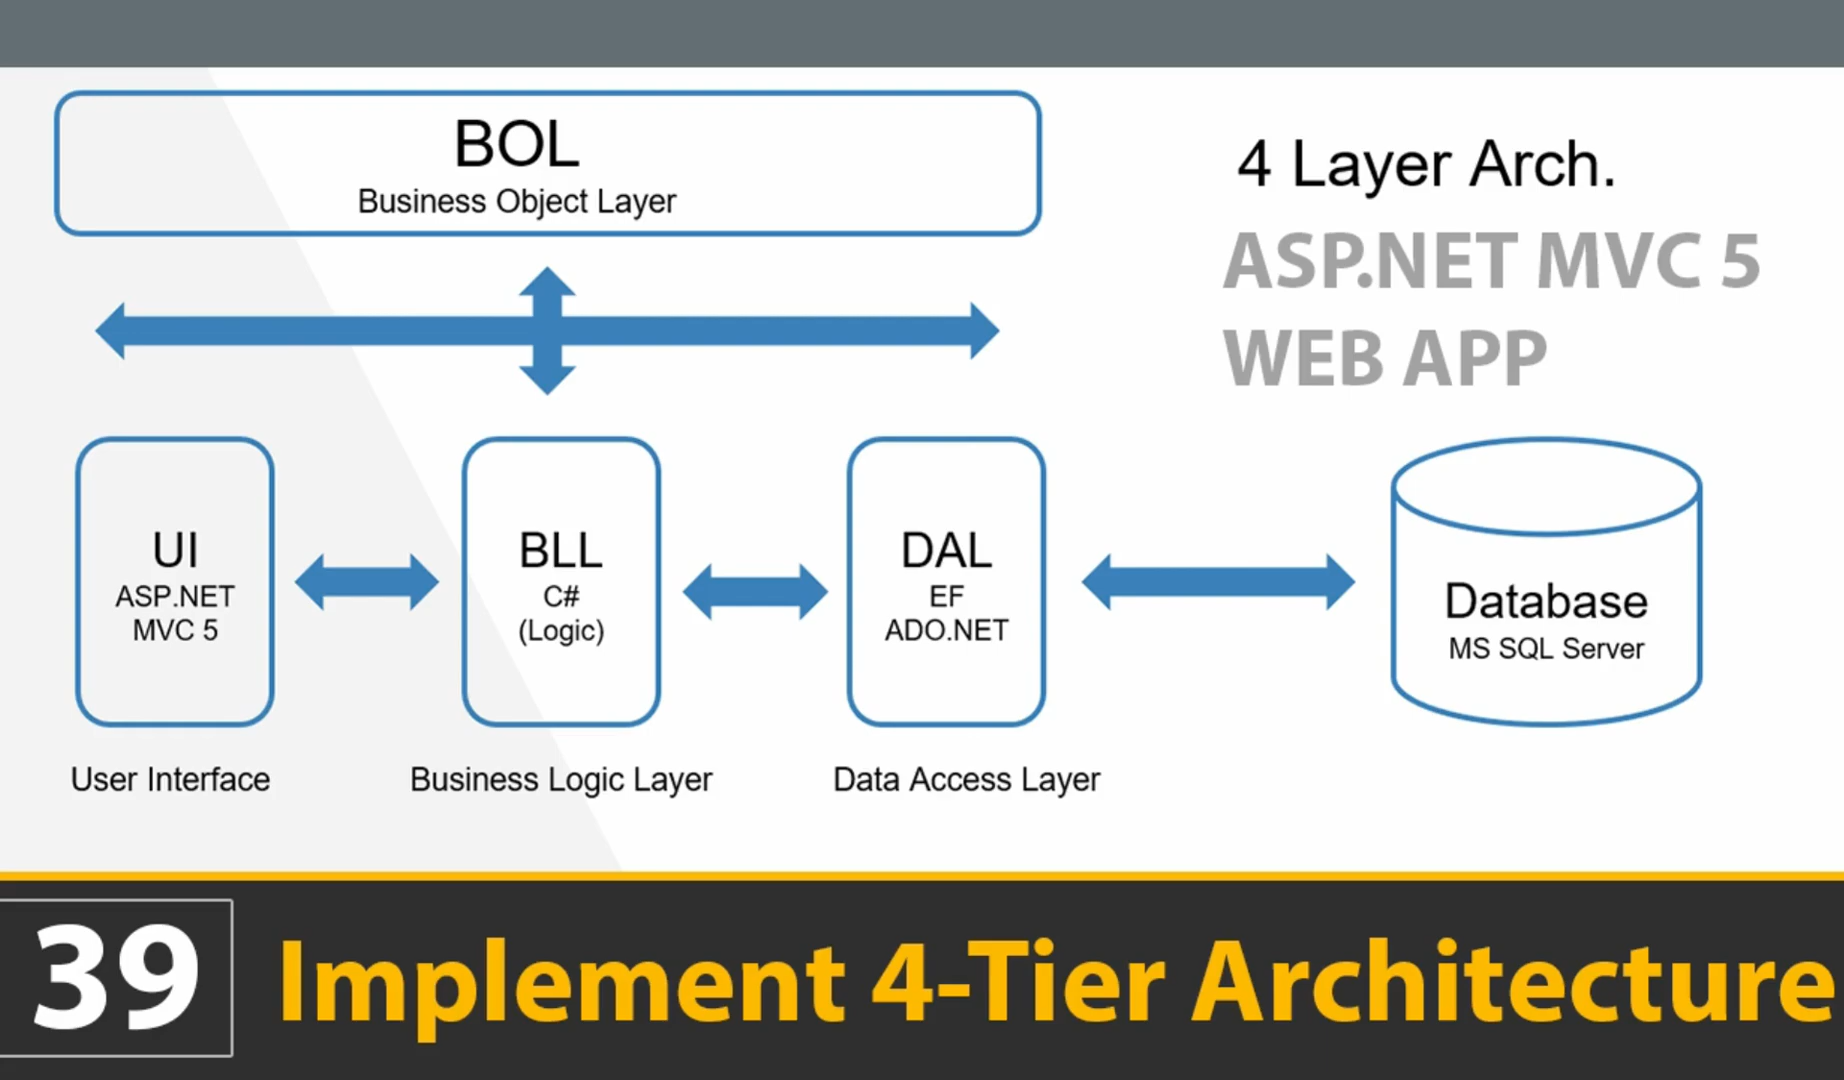 BOL
Business Object Layer
4 Layer Arch.
ASP.NET MVC 5
WEB APP
UI
ASP.NET
MVC 5
BLL
C#
(Logic)
DAL
EF
ADO.NET
Database
MS SQL Server
User Interface
Business Logic Layer
Data Access Layer
39
Implement 4-Tier Architecture